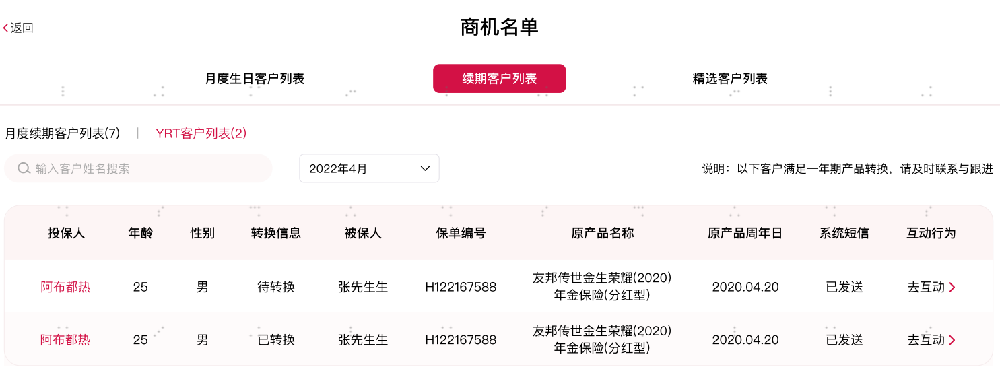 返回
商机名单
月度生日客户列表 续期客户列表 精选客户列表
月度续期客户列表(7) | YRT客户列表(2)
输入客户姓名搜索 2022年4月 说明：以下客户满足一年期产品转换，请及时联系与跟进
投保人 年龄 性别 转换信息 被保人 保单编号 原产品名称 原产品周年日 系统短信 互动行为
阿布都热 25 男 待转换 张先生生 H122167588 友邦传世金生荣耀(2020) 2020.04.20 已发送 去互动
年金保险(分红型)
阿布都热 25 男 已转换 张先生生 H122167588 友邦传世金生荣耀(2020) 2020.04.20 已发送 去互动
年金保险(分红型)